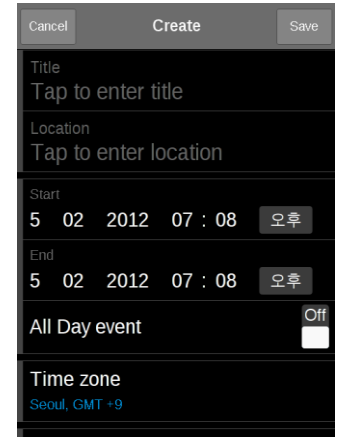 Cancel Create Save
Title
Tap to enter title
Location
Tap to enter location
Start
5 02 2012 07 : 08 오후
End
5 02 2012 07 : 08 오후
Off
All Day event
Time zone
Seoul, GMT +9